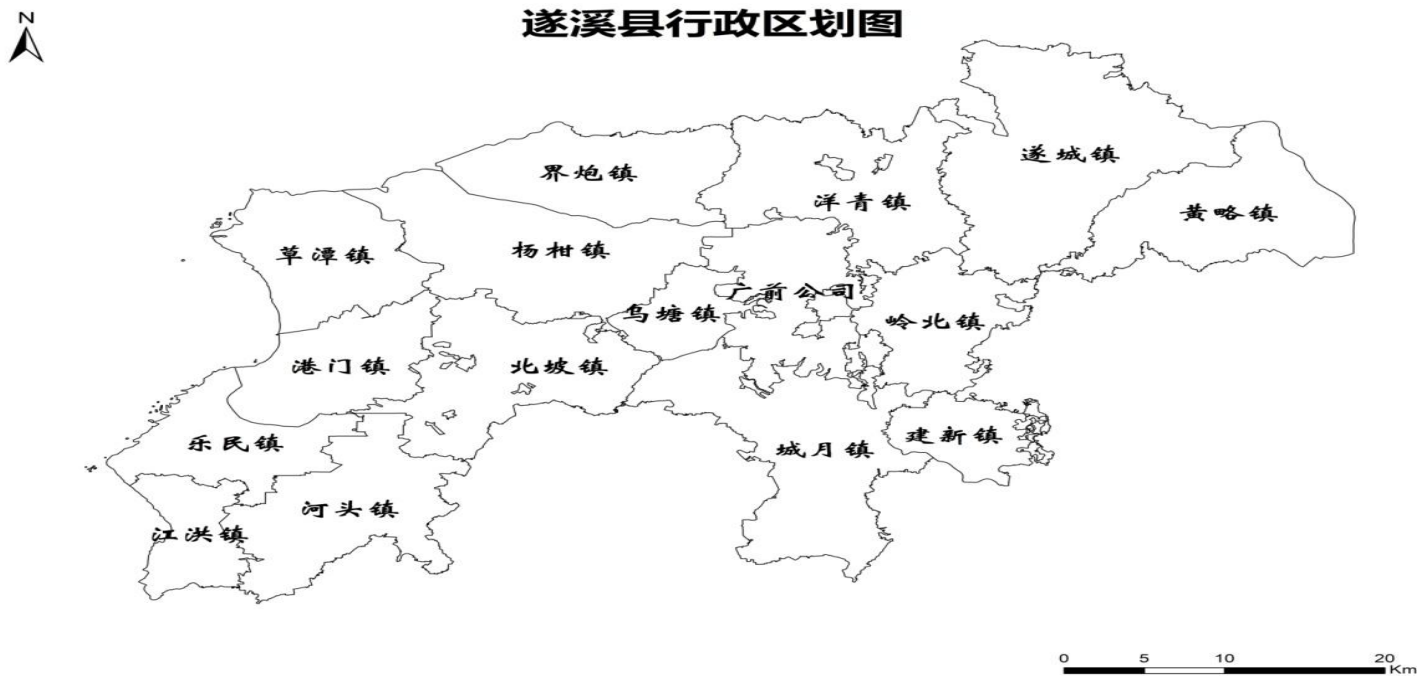 遂溪县行政区划图
N
遂城镇
界炮镇
洋青镇
黄略镇
草潭镇
杨柑镇
广前公司
乌塘镇
岭北镇
港门镇
北坡镇
乐民镇
城月镇
建新镇
河头镇
江洪镇
0 5 10 20
Km